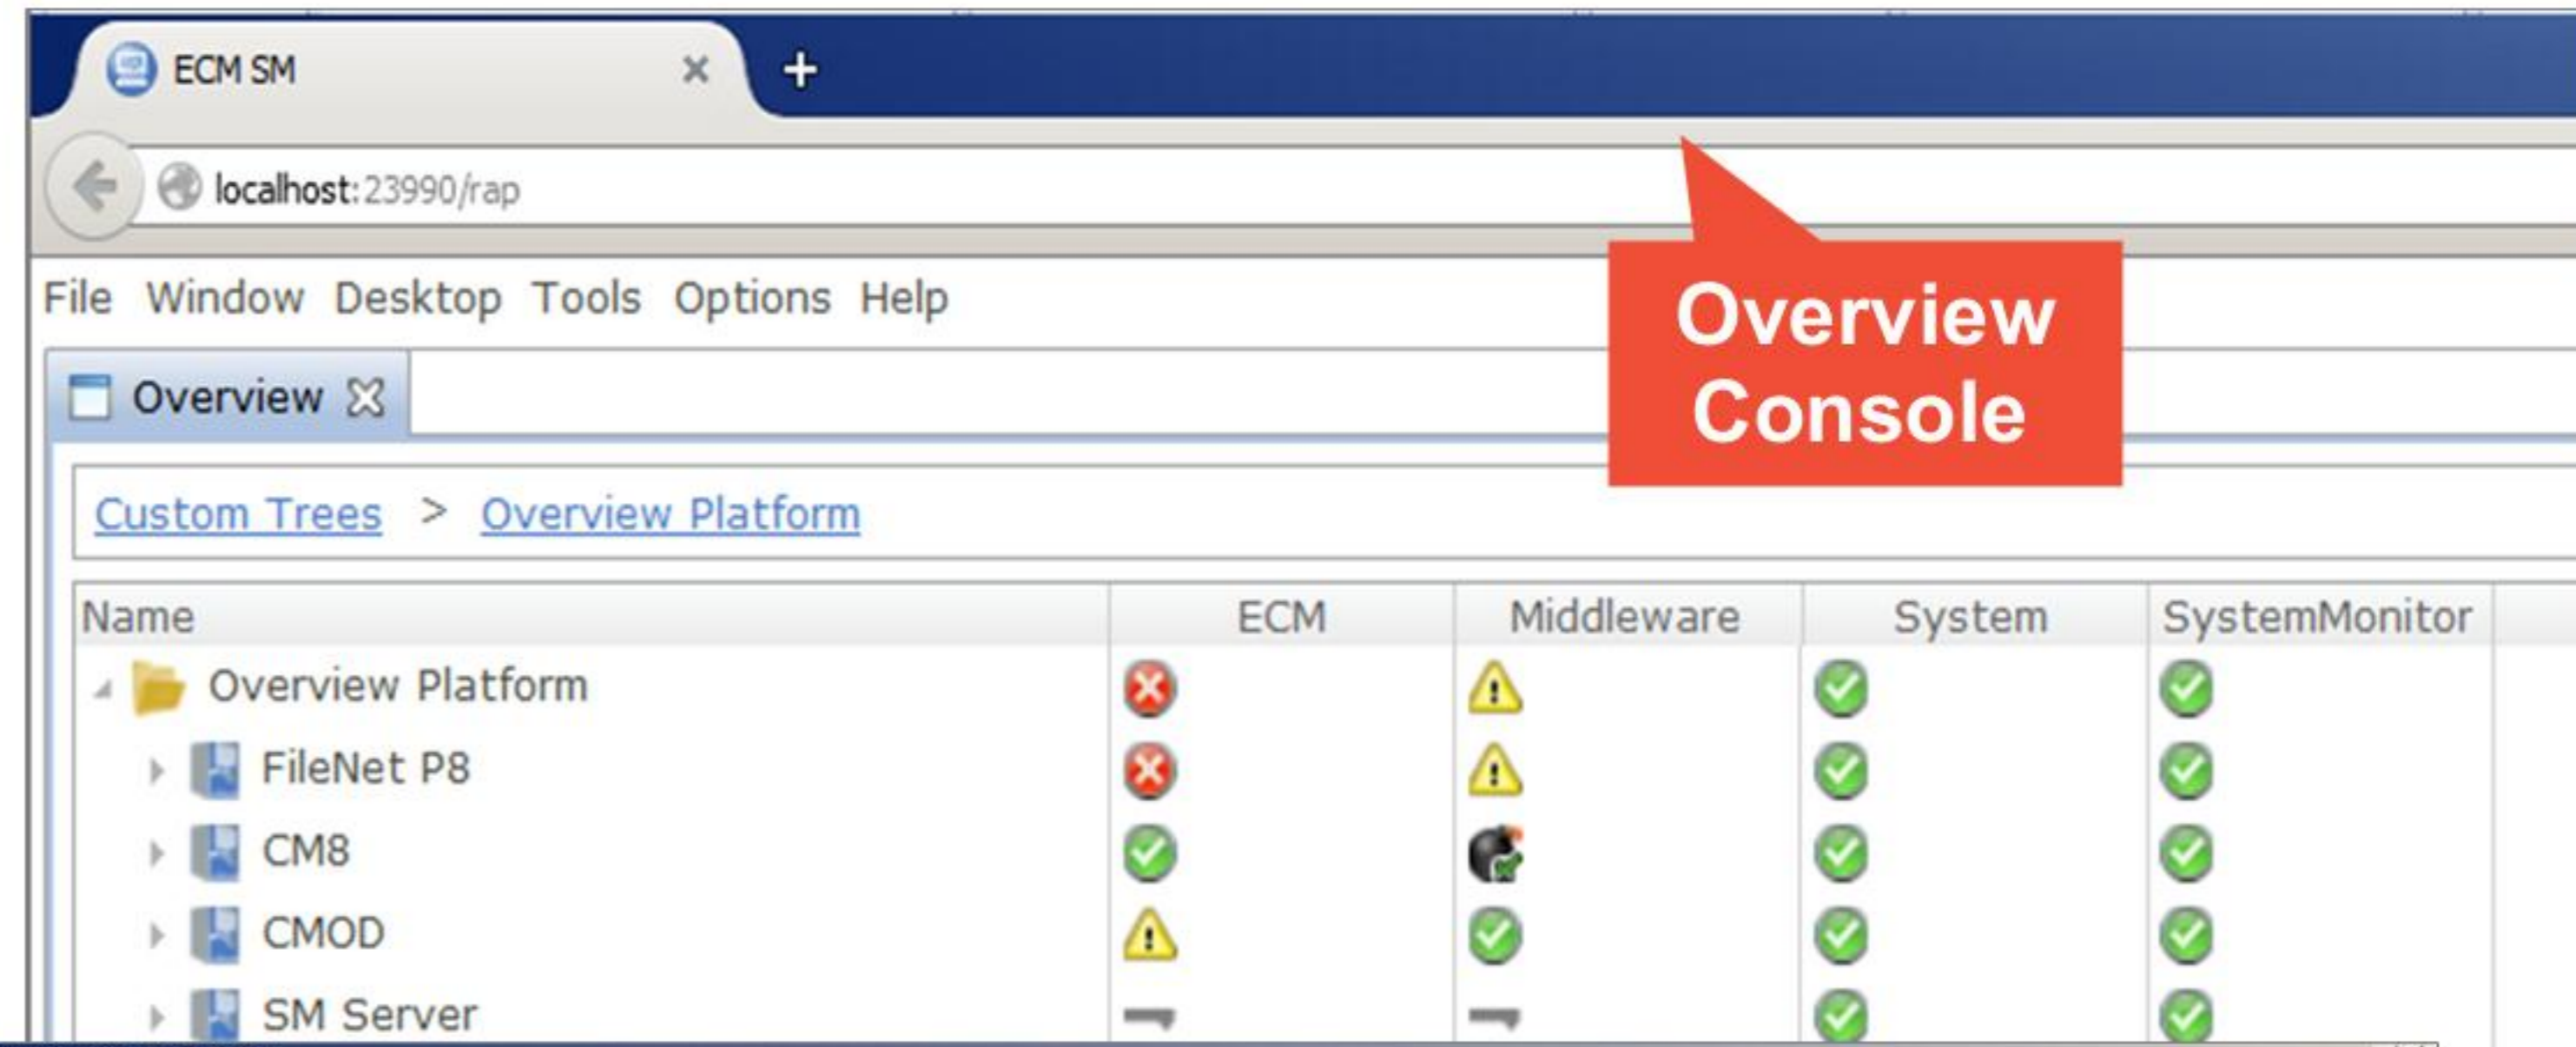 ECM SM
localhost:23990/rap
File Window Desktop Tools Options Help
Overview
Console
Overview
Custom Trees > Overview Platform
Name ECM Middleware System SystemMonitor
Overview Platform
FileNet P8
CM8
CMOD
SM Server